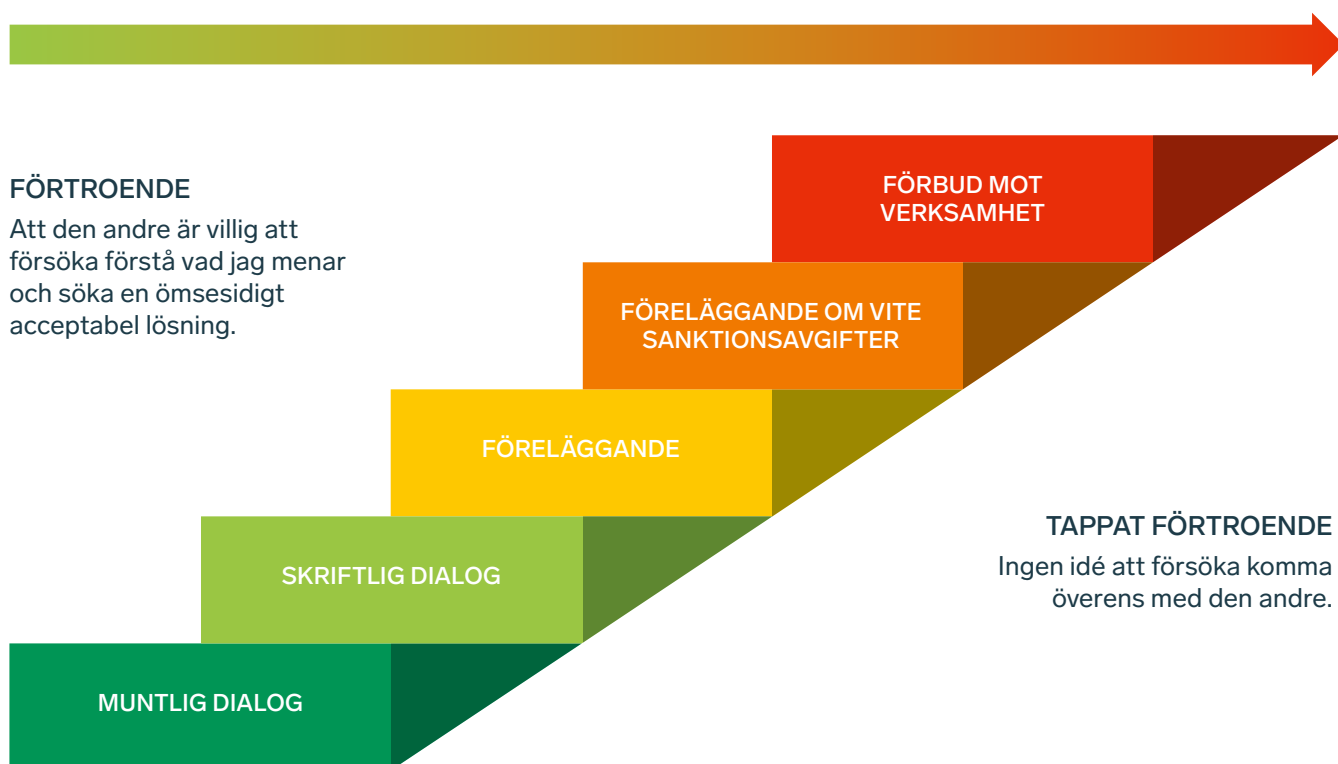 FÖRTROENDE
Att den andre är villig att
försöka förstå vad jag menar
och söka en ömsesidigt
acceptabel lösning.
FÖRBUD MOT
VERKSAMHET
FÖRELÄGGANDE OM VITE
SANKTIONSAVGIFTER
FÖRELÄGGANDE
SKRIFTLIG DIALOG
MUNTLIG DIALOG
TAPPAT FÖRTROENDE
Ingen idé att försöka komma
överens med den andre.